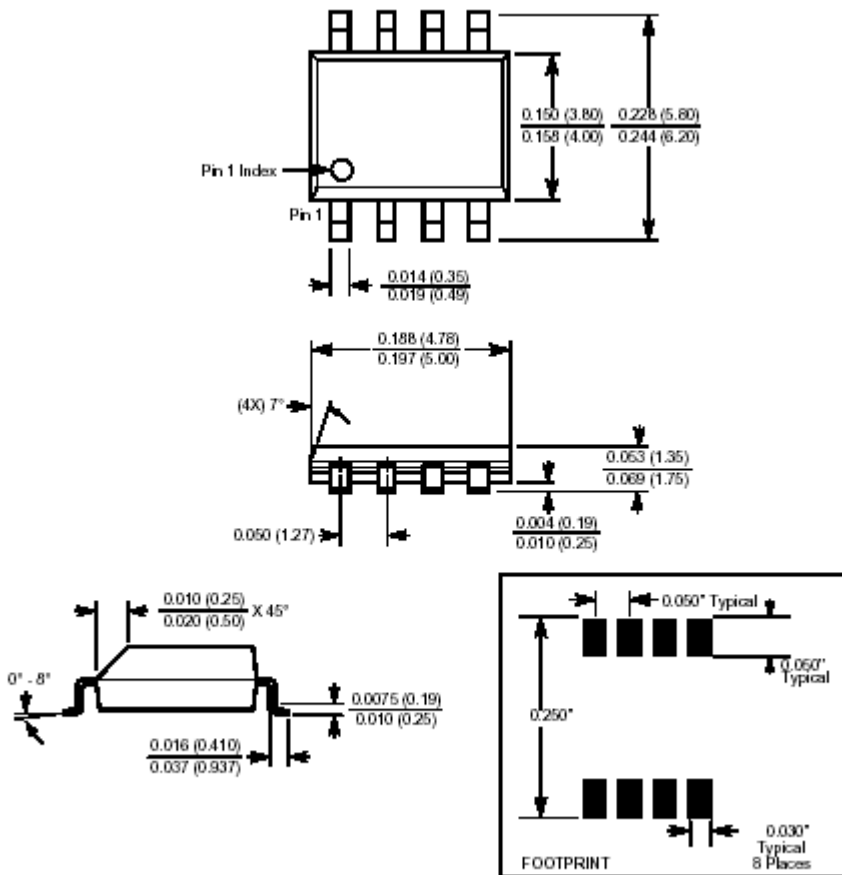 0.150 (3.80)
0.158 (4.00)
0.228 (5.80)
0.244 (6.20)
Pin 1 Index
Pin 1
0.014 (0.35)
0.019 (0.49)
0.188 (4.78)
0.197 (5.00)
(4X) 7°
0.053 (1.35)
0.069 (1.75)
0.004 (0.19)
0.010 (0.25)
0.050 (1.27)
0.010 (0.25)
0.020 (0.50)
X 45°
0° - 8°
0.0075 (0.19)
0.010 (0.25)
0.016 (0.410)
0.037 (0.937)
0.050" Typical
0.050"
Typical
0.250"
0.030"
Typical
8 Places
FOOTPRINT